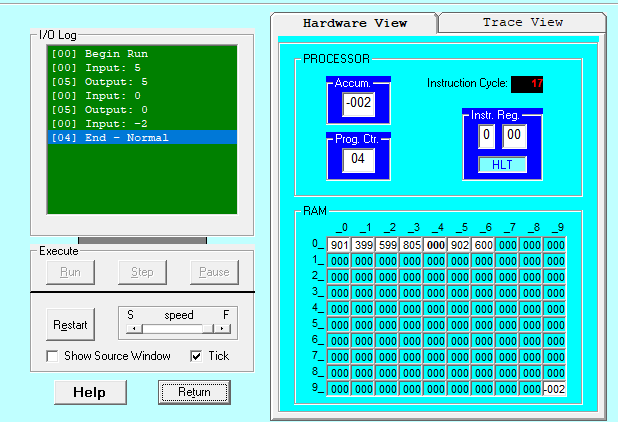 I/O Log
[00] Begin Run
[00] Input: 5
[05] Output: 5
[00] Input: 0
[05] Output: 0
[00] Input: -2
[04] End - Normal
Execute
Run Step Pause
Restart
S speed F
Show Source Window Tick
Help Return
Hardware View Trace View
PROCESSOR
Accum.
-002
Instruction Cycle: 17
Prog. Ctr.
04
Instr. Reg.
0 00
HLT
RAM
_0 _1 _2 _3 _4 _5 _6 _7 _8 _9
0_ 901 399 599 805 000 902 600 000 000 000
1_ 000 000 000 000 000 000 000 000 000 000
2_ 000 000 000 000 000 000 000 000 000 000
3_ 000 000 000 000 000 000 000 000 000 000
4_ 000 000 000 000 000 000 000 000 000 000
5_ 000 000 000 000 000 000 000 000 000 000
6_ 000 000 000 000 000 000 000 000 000 000
7_ 000 000 000 000 000 000 000 000 000 000
8_ 000 000 000 000 000 000 000 000 000 000
9_ 000 000 000 000 000 000 000 000 000 -002